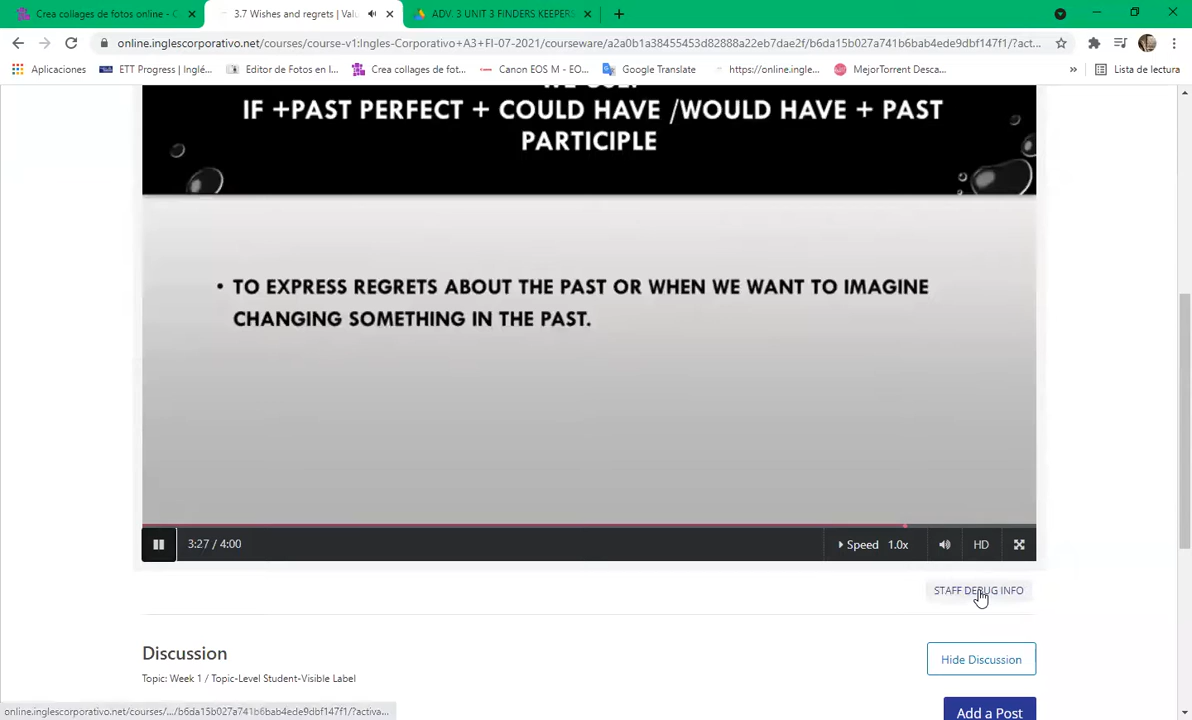 Crea collages de fotos online - C
3.7 Wishes and regrets | Val
ADV. 3 UNIT 3 FINDERS KEEPERS
online.inglescorporativo.net/courses/course-v1:Ingles-Corporativo+A3+FI-07-2021/courseware/a2a0b1a38455453d82888a22eb7dae2f/b6da15b027a741b6bab4ede9dbf147f1/?act...
Aplicaciones ETT Progress | Inglé... Editor de Fotos en l... Crea collages de fot... Canon EOS M - EO... Google Translate https://online.ingle... MejorTorrent Desca... » Lista de lectura
IF +PAST PERFECT + COULD HAVE /WOULD HAVE + PAST
PARTICIPLE
• TO EXPRESS REGRETS ABOUT THE PAST OR WHEN WE WANT TO IMAGINE
CHANGING SOMETHING IN THE PAST.
3:27 / 4:00 Speed 1.0x HD
STAFF DEBUG INFO
Discussion
Hide Discussion
Topic: Week 1 / Topic-Level Student-Visible Label
Add a Post
online.inglescorporativo.net/courses/.../b6da15b027a741b6bab4ede9dbf147f1/?activa...